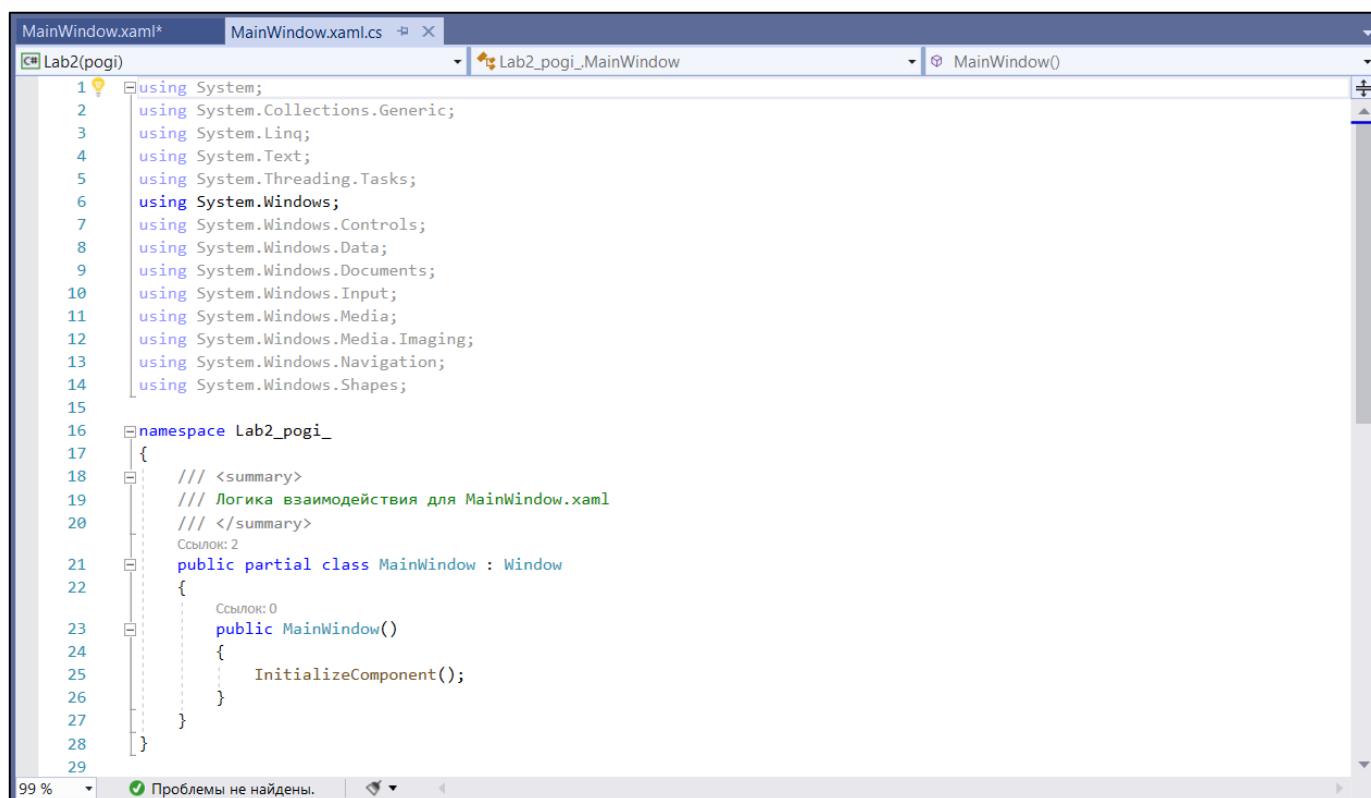 MainWindow.xaml* MainWindow.xaml.cs
C# Lab2(pogi) Lab2_pogi_.MainWindow MainWindow()
1 using System;
2 using System.Collections.Generic;
3 using System.Linq;
4 using System.Text;
5 using System.Threading.Tasks;
6 using System.Windows;
7 using System.Windows.Controls;
8 using System.Windows.Data;
9 using System.Windows.Documents;
10 using System.Windows.Input;
11 using System.Windows.Media;
12 using System.Windows.Media.Imaging;
13 using System.Windows.Navigation;
14 using System.Windows.Shapes;
15
16 namespace Lab2_pogi_
17 {
18 /// <summary>
19 /// Логика взаимодействия для MainWindow.xaml
20 /// </summary>
Ссылок: 2
21 public partial class MainWindow : Window
22 {
Ссылок: 0
23 public MainWindow()
24 {
25 InitializeComponent();
26 }
27 }
28 }
29
99 % Проблемы не найдены.